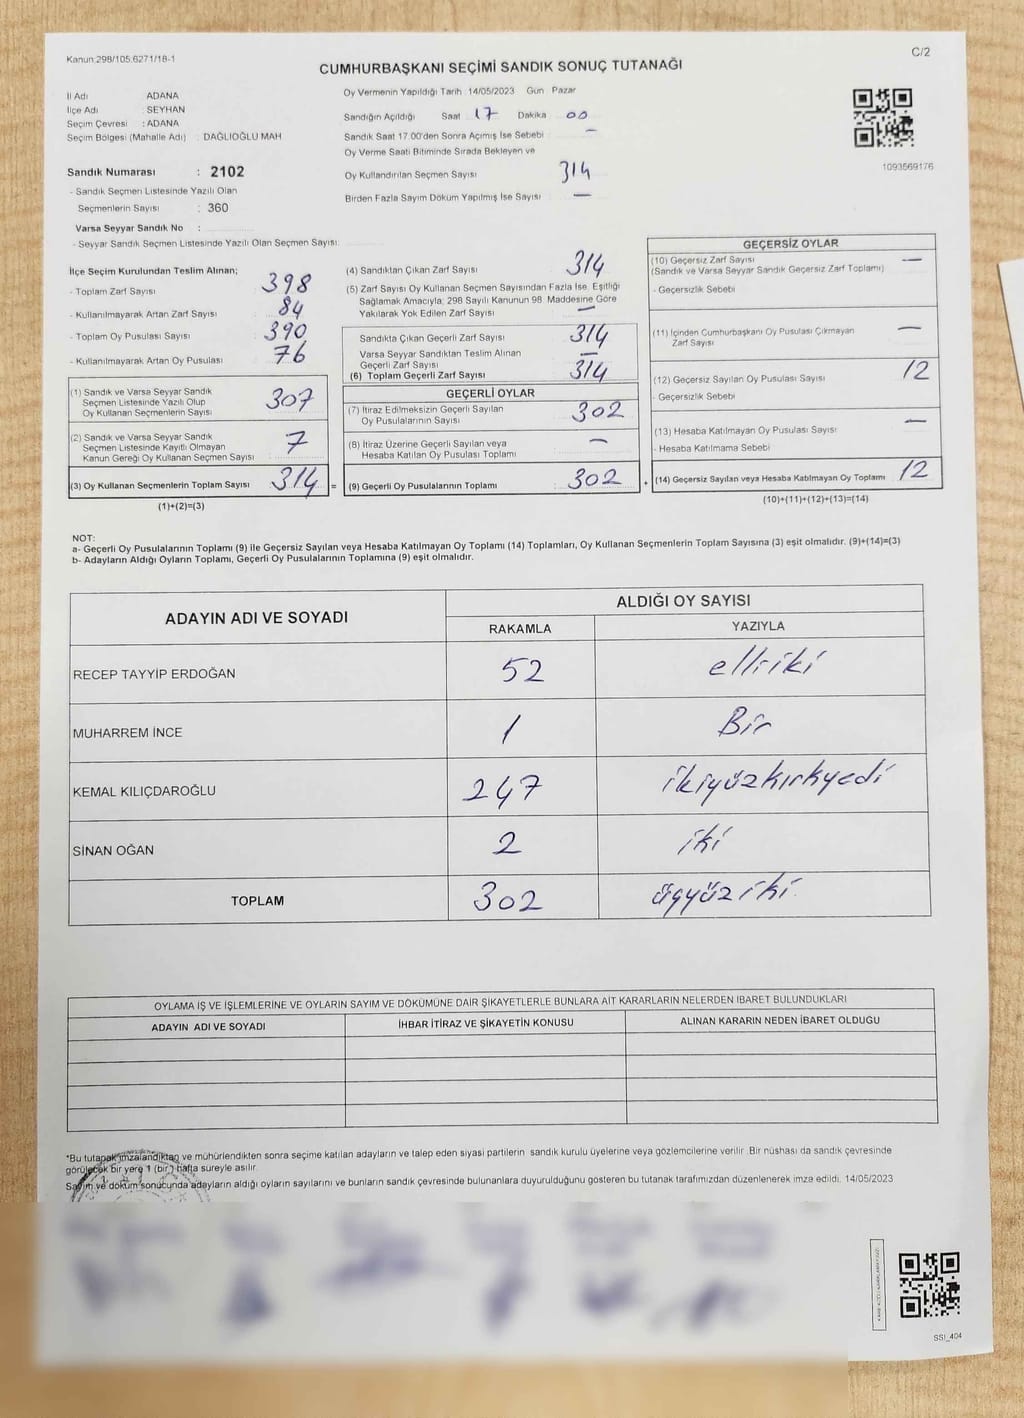 Kanun:298/105.6271/18-1
C/2
CUMHURBAŞKANI SEÇİMİ SANDIK SONUÇ TUTANAĞI
İl Adı : ADANA
İlçe Adı : SEYHAN
Seçim Çevresi : ADANA
Seçim Bölgesi (Mahalle Adı) : DAĞLIOĞLU MAH
Oy Vermenin Yapıldığı Tarih :14/05/2023 Gün Pazar
Sandığın Açıldığı Saat 17 Dakika 00
Sandık Saat 17.00'den Sonra Açımış İse Sebebi -
Oy Verme Saati Bitiminde Sırada Bekleyen ve
Oy Kullandırılan Seçmen Sayısı 314
Birden Fazla Sayım Döküm Yapılmış İse Sayısı —
1093569176
Sandık Numarası : 2102
- Sandık Seçmen Listesinde Yazılı Olan
Seçmenlerin Sayısı : 360
Varsa Seyyar Sandık No :
- Seyyar Sandık Seçmen Listesinde Yazılı Olan Seçmen Sayısı:
İlçe Seçim Kurulundan Teslim Alınan;
- Toplam Zarf Sayısı 398
- Kullanılmayarak Artan Zarf Sayısı 84
- Toplam Oy Pusulası Sayısı 390
- Kullanılmayarak Artan Oy Pusulası 76
(1) Sandık ve Varsa Seyyar Sandık
Seçmen Listesinde Yazılı Olup
Oy Kullanan Seçmenlerin Sayısı 307
(2) Sandık ve Varsa Seyyar Sandık
Seçmen Listesinde Kayıtlı Olmayan
Kanun Gereği Oy Kullanan Seçmen Sayısı 7
(3) Oy Kullanan Seçmenlerin Toplam Sayısı 314 =
(1)+(2)=(3)
(4) Sandıktan Çıkan Zarf Sayısı 314
(5) Zarf Sayısı Oy Kullanan Seçmen Sayısından Fazla İse, Eşitliği
Sağlamak Amacıyla; 298 Sayılı Kanunun 98. Maddesine Göre
Yakılarak Yok Edilen Zarf Sayısı —
Sandıkta Çıkan Geçerli Zarf Sayısı 314
Varsa Seyyar Sandıktan Teslim Alınan
Geçerli Zarf Sayısı —
(6) Toplam Geçerli Zarf Sayısı 314
GEÇERLİ OYLAR
(7) İtiraz Edilmeksizin Geçerli Sayılan
Oy Pusulalarının Sayısı 302
(8) İtiraz Üzerine Geçerli Sayılan veya
Hesaba Katılan Oy Pusulası Toplamı —
(9) Geçerli Oy Pusulalarının Toplamı 302 +
GEÇERSİZ OYLAR
(10) Geçersiz Zarf Sayısı —
(Sandık ve Varsa Seyyar Sandık Geçersiz Zarf Toplamı)
- Geçersizlik Sebebi
(11) İçinden Cumhurbaşkanı Oy Pusulası Çıkmayan
Zarf Sayısı —
(12) Geçersiz Sayılan Oy Pusulası Sayısı 12
- Geçersizlik Sebebi
(13) Hesaba Katılmayan Oy Pusulası Sayısı —
- Hesaba Katılmama Sebebi
(14) Geçersiz Sayılan veya Hesaba Katılmayan Oy Toplamı 12
(10)+(11)+(12)+(13)=(14)
NOT:
a- Geçerli Oy Pusulalarının Toplamı (9) ile Geçersiz Sayılan veya Hesaba Katılmayan Oy Toplamı (14) Toplamları, Oy Kullanan Seçmenlerin Toplam Sayısına (3) eşit olmalıdır. (9)+(14)=(3)
b- Adayların Aldığı Oyların Toplamı, Geçerli Oy Pusulalarının Toplamına (9) eşit olmalıdır.
ADAYIN ADI VE SOYADI
ALDIĞI OY SAYISI
RAKAMLA YAZIYLA
RECEP TAYYİP ERDOĞAN 52 elliiki
MUHARREM İNCE 1 Bir
KEMAL KILIÇDAROĞLU 247 ikiyüzkırkyedi
SİNAN OĞAN 2 iki
TOPLAM 302 üçyüziki
OYLAMA İŞ VE İŞLEMLERİNE VE OYLARIN SAYIM VE DÖKÜMÜNE DAİR ŞİKAYETLERLE BUNLARA AİT KARARLARIN NELERDEN İBARET BULUNDUKLARI
ADAYIN ADI VE SOYADI İHBAR İTİRAZ VE ŞİKAYETİN KONUSU ALINAN KARARIN NEDEN İBARET OLDUĞU
*Bu tutanak imzalandıktan ve mühürlendikten sonra seçime katılan adayların ve talep eden siyasi partilerin sandık kurulu üyelerine veya gözlemcilerine verilir. Bir nüshası da sandık çevresinde
görülecek bir yere 1 (bir) hafta süreyle asılır.
Sayım ve döküm sonucunda adayların aldığı oyların sayılarını ve bunların sandık çevresinde bulunanlara duyurulduğunu gösteren bu tutanak tarafımızdan düzenlenerek imza edildi. 14/05/2023
SSI_404